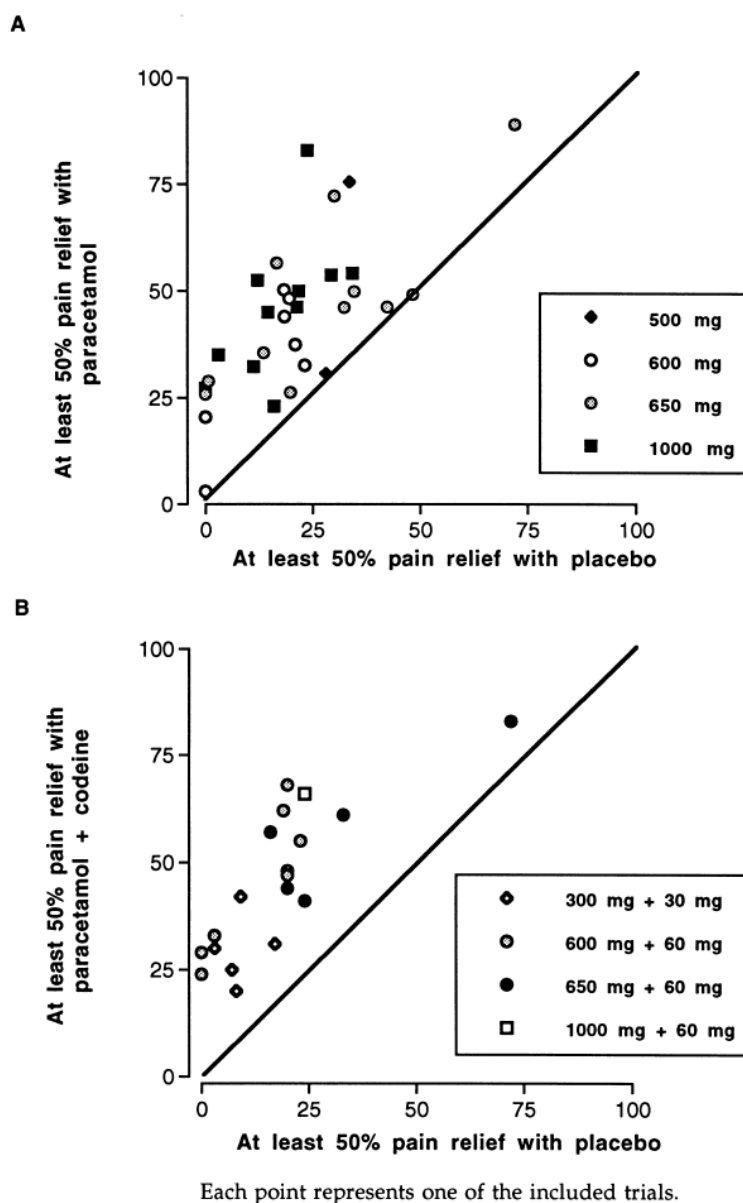 A
At least 50% pain relief with
paracetamol
100
75
50
25
0
0 25 50 75 100
At least 50% pain relief with placebo
500 mg
600 mg
650 mg
1000 mg
B
At least 50% pain relief with
paracetamol + codeine
100
75
50
25
0
0 25 50 75 100
At least 50% pain relief with placebo
300 mg + 30 mg
600 mg + 60 mg
650 mg + 60 mg
1000 mg + 60 mg
Each point represents one of the included trials.